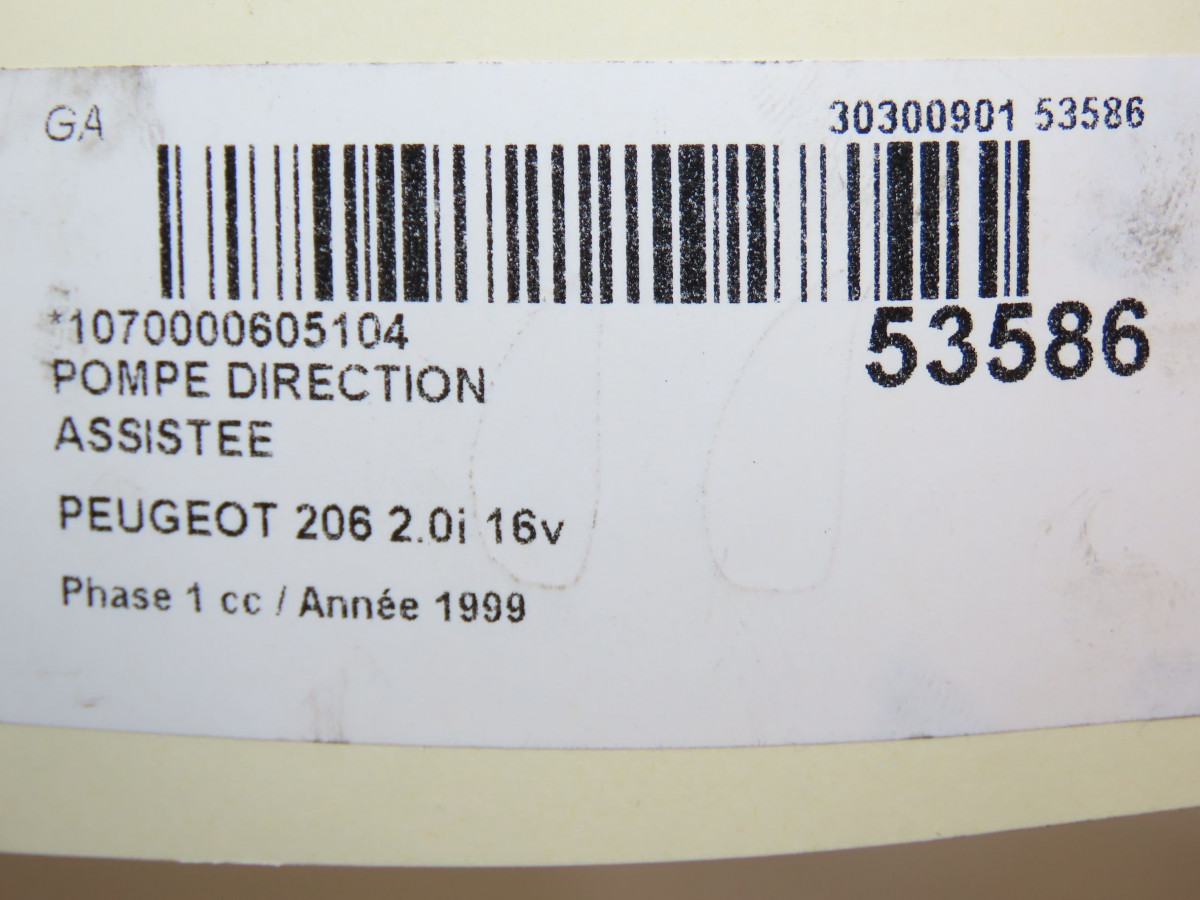 GA
30300901 53586
*1070000605104
53586
POMPE DIRECTION
ASSISTEE
PEUGEOT 206 2.0i 16v
Phase 1 cc / Année 1999